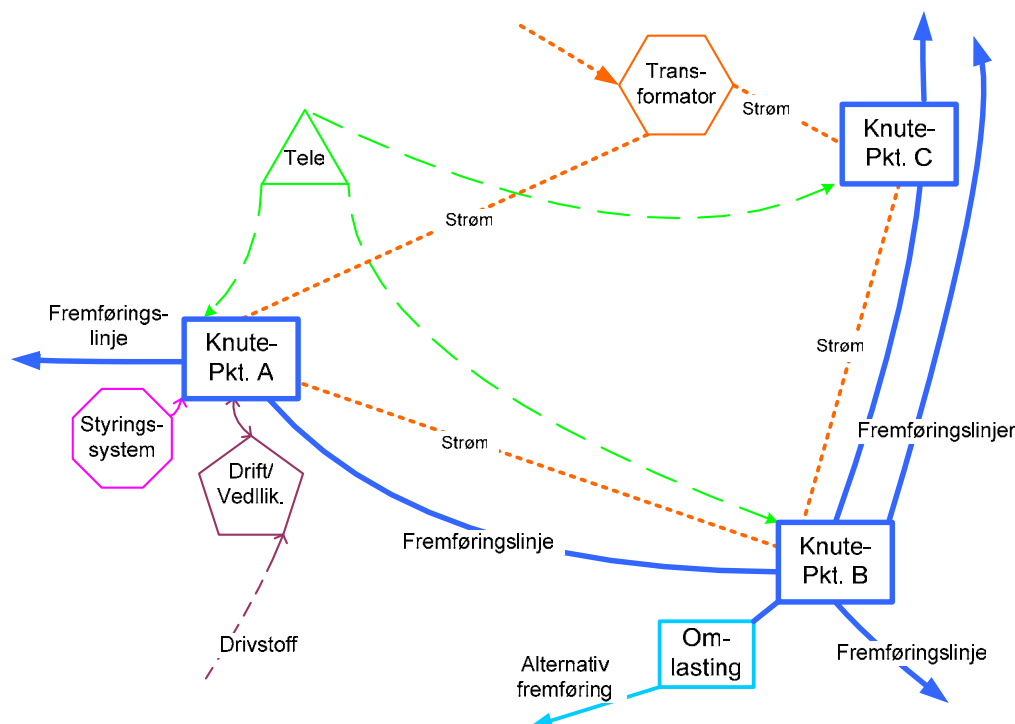 Trans-
formator
Strøm
Knute-
Pkt. C
Tele
Strøm
Fremførings-
linje
Knute-
Pkt. A
Strøm
Styrings-
system
Strøm
Fremføringslinjer
Drift/
Vedllik.
Fremføringslinje
Knute-
Pkt. B
Drivstoff
Om-
lasting
Fremføringslinje
Alternativ
fremføring